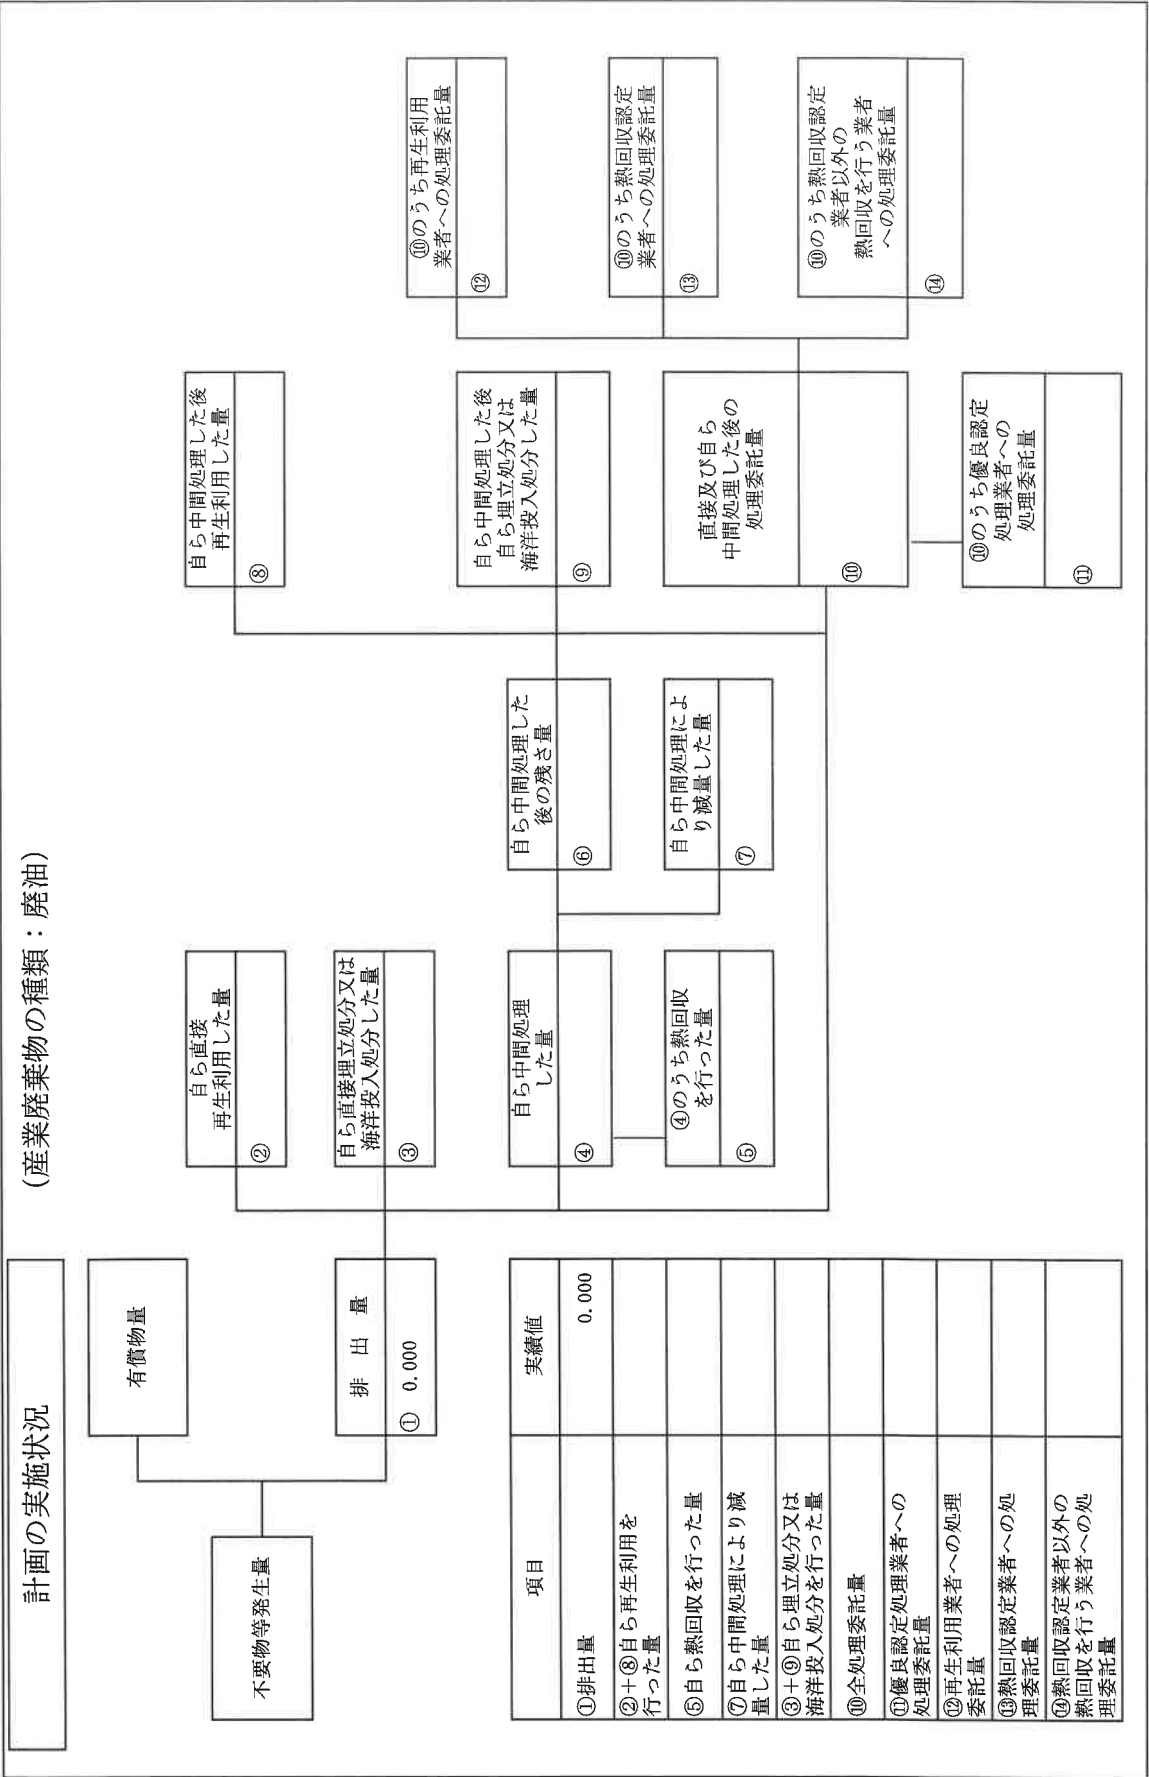 計画の実施状況
(産業廃棄物の種類：廃油)
不要物等発生量
有償物量
排 出 量
① 0.000
自ら直接
再生利用した量
②
自ら直接埋立処分又は
海洋投入処分した量
③
自ら中間処理
した量
④
④のうち熱回収
を行った量
⑤
自ら中間処理した
後の残さ量
⑥
自ら中間処理によ
り減量した量
⑦
自ら中間処理した後
再生利用した量
⑧
自ら中間処理した後
自ら埋立処分又は
海洋投入処分した量
⑨
直接及び自ら
中間処理した後の
処理委託量
⑩
⑩のうち優良認定
処理業者への
処理委託量
⑪
⑩のうち再生利用
業者への処理委託量
⑫
⑩のうち熱回収認定
業者への処理委託量
⑬
⑩のうち熱回収認定
業者以外の
熱回収を行う業者
への処理委託量
⑭
項目 実績値
①排出量 0.000
②+⑧自ら再生利用を
行った量
⑤自ら熱回収を行った量
⑦自ら中間処理により減
量した量
③+⑨自ら埋立処分又は
海洋投入処分を行った量
⑩全処理委託量
⑪優良認定処理業者への
処理委託量
⑫再生利用業者への処理
委託量
⑬熱回収認定業者への処
理委託量
⑭熱回収認定業者以外の
熱回収を行う業者への処
理委託量